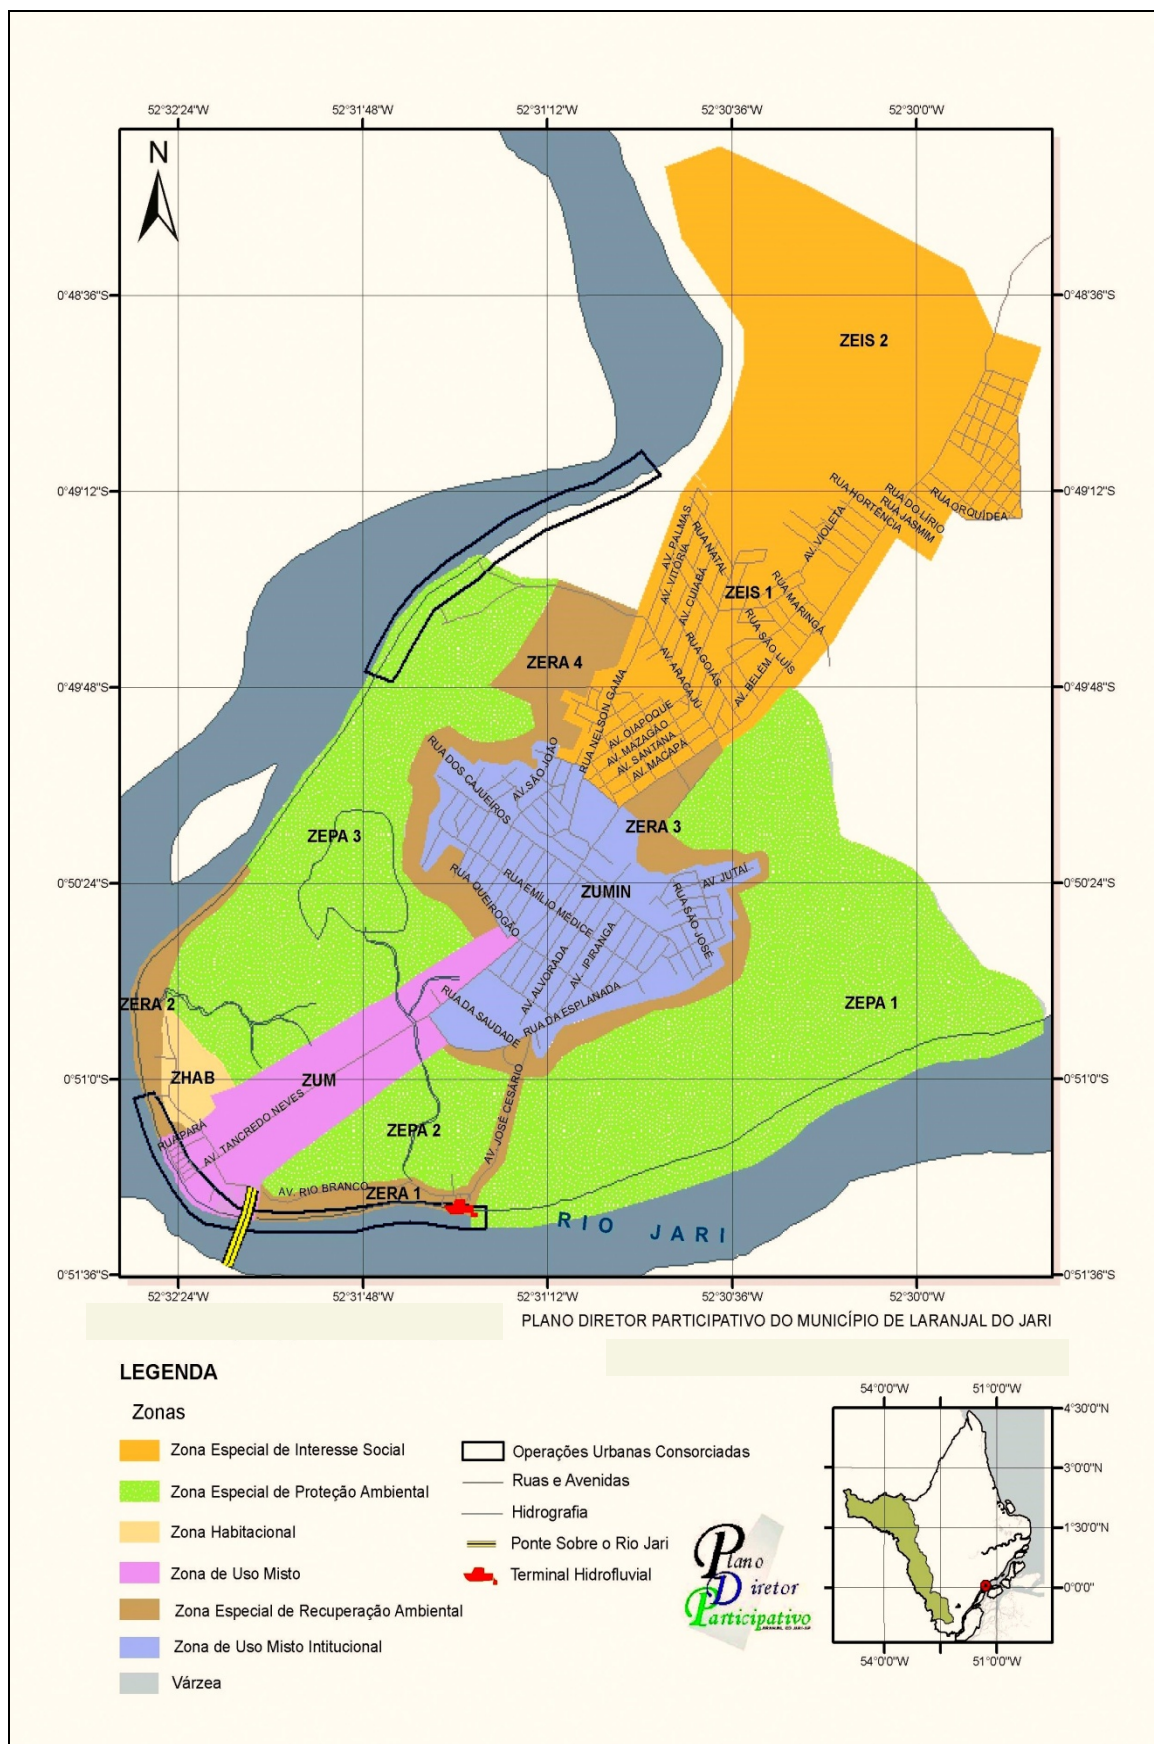 52°32'24"W 52°31'48"W 52°31'12"W 52°30'36"W 52°30'0"W
N
0°48'36"S 0°48'36"S
ZEIS 2
0°49'12"S 0°49'12"S
RUA ORQUÍDEA
RUA DO LÍRIO
RUA JASMIM
RUA HORTÊNCIA
AV. VIOLETA
AV. PALMAS
RUA NATAL
AV. VITÓRIA
AV. CUIABÁ
ZEIS 1
RUA MARINGÁ
RUA SÃO LUÍS
RUA GOIÁS
AV. BELÉM
AV. ARACAJÚ
ZERA 4
0°49'48"S 0°49'48"S
RUA NELSON GAMA
AV. OIAPOQUE
AV. MAZAGÃO
AV. SANTANA
AV. MACAPÁ
RUA DOS CAJUEIROS
AV. SÃO JOÃO
ZEPA 3
ZERA 3
0°50'24"S 0°50'24"S
RUA QUEIROGÃO
RUA EMÍLIO MÉDICE
ZUMIN
AV. JUTAÍ
RUA SÃO JOSÉ
AV. ALVORADA
AV. IPIRANGA
RUA DA ESPLANADA
RUA DA SAUDADE
ZERA 2
ZEPA 1
0°51'0"S 0°51'0"S
ZHAB
ZUM
RUA PARÁ
AV. TANCREDO NEVES
ZEPA 2
AV. JOSÉ CESÁRIO
AV. RIO BRANCO
ZERA 1
RIO JARI
0°51'36"S 0°51'36"S
52°32'24"W 52°31'48"W 52°31'12"W 52°30'36"W 52°30'0"W
PLANO DIRETOR PARTICIPATIVO DO MUNICÍPIO DE LARANJAL DO JARI
LEGENDA
Zonas
Zona Especial de Interesse Social
Zona Especial de Proteção Ambiental
Zona Habitacional
Zona de Uso Misto
Zona Especial de Recuperação Ambiental
Zona de Uso Misto Intitucional
Várzea
Operações Urbanas Consorciadas
Ruas e Avenidas
Hidrografia
Ponte Sobre o Rio Jari
Terminal Hidrofluvial
Plano
Diretor
Participativo
LARANJAL DO JARI-AP
54°0'0"W 51°0'0"W
4°30'0"N
3°0'0"N
1°30'0"N
0°0'0"
54°0'0"W 51°0'0"W